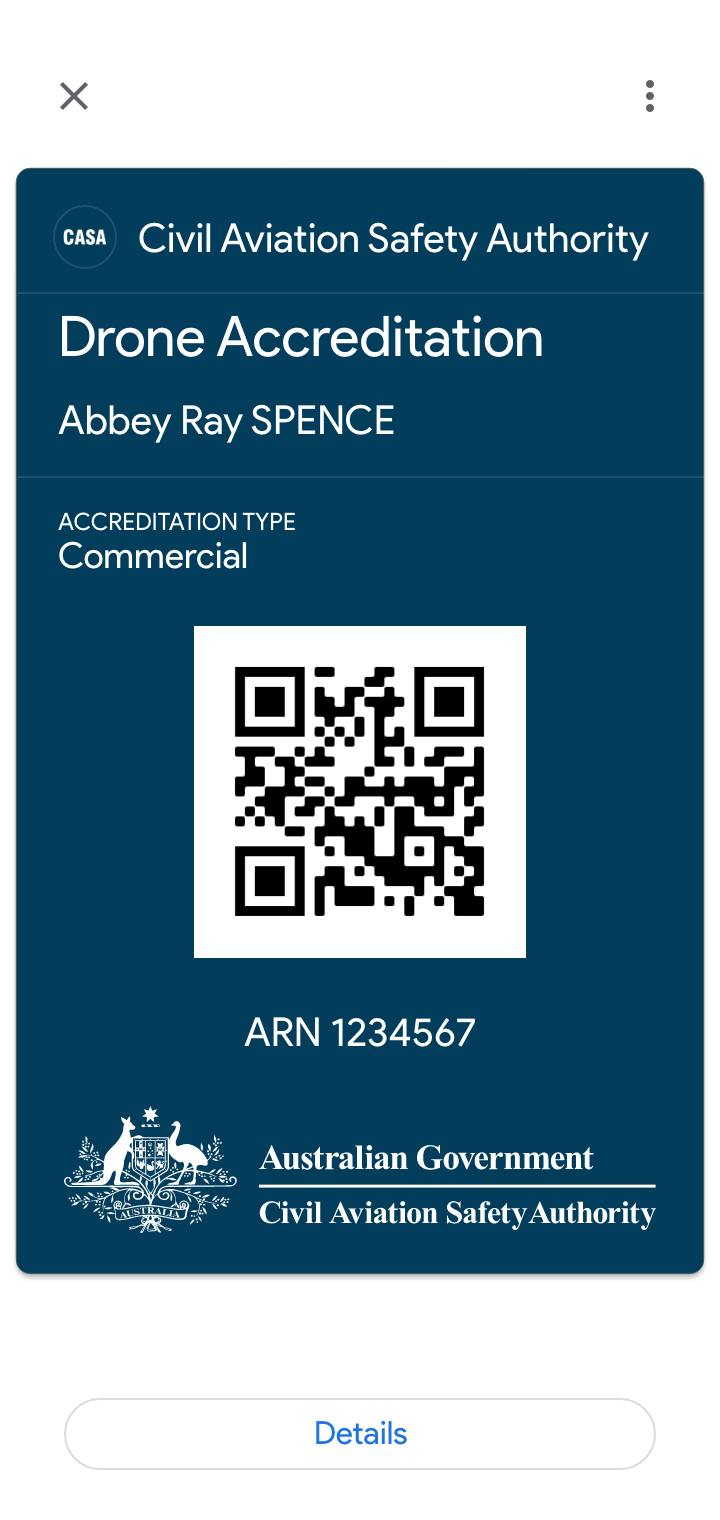 CASA
Civil Aviation Safety Authority
Drone Accreditation
Abbey Ray SPENCE
ACCREDITATION TYPE
Commercial
ARN 1234567
AUSTRALIA
Australian Government
Civil Aviation Safety Authority
Details